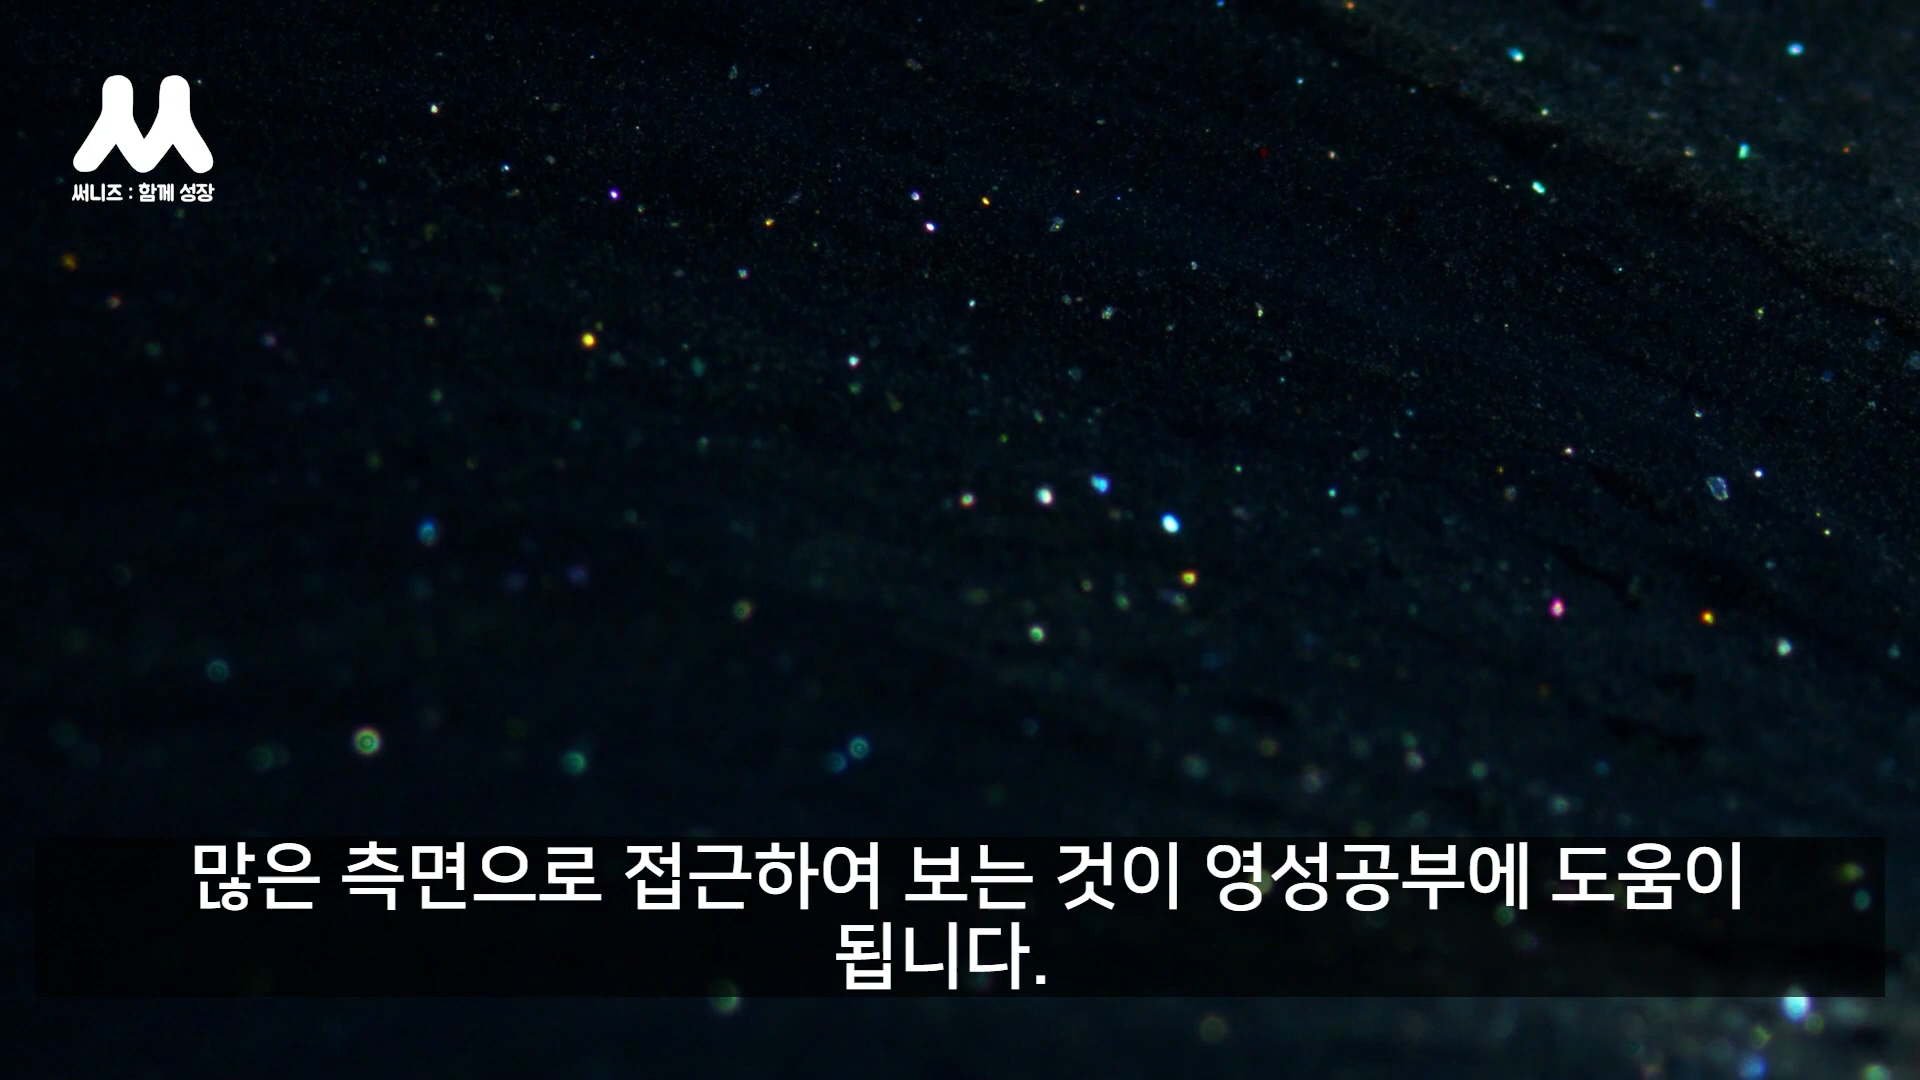 써니즈 : 함께 성장
많은 측면으로 접근하여 보는 것이 영성공부에 도움이
됩니다.